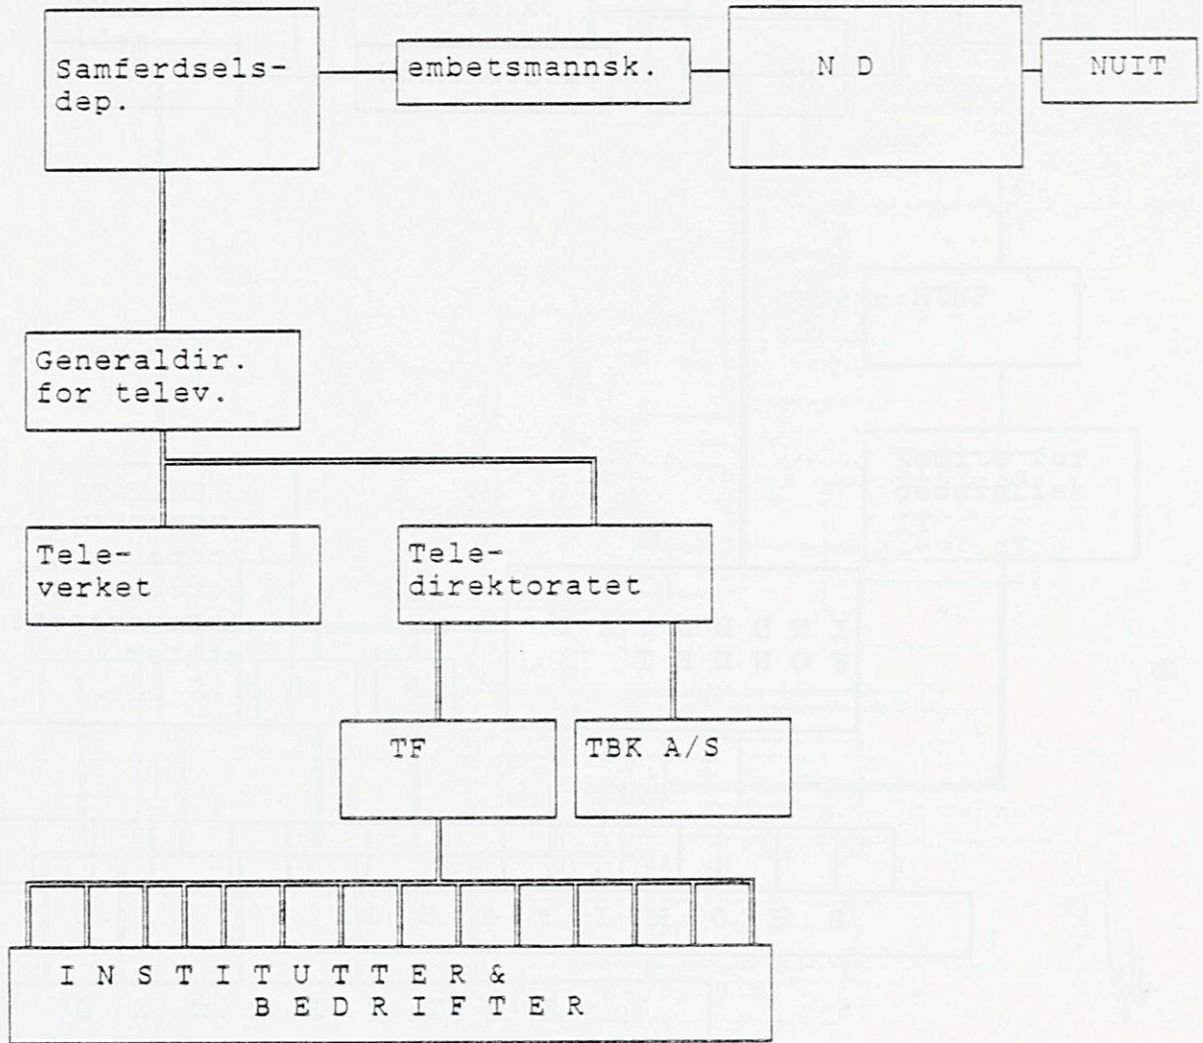 Samferdsels-
dep.
embetsmannsk.
N D
NUIT
Generaldir.
for telev.
Tele-
verket
Tele-
direktoratet
TF
TBK A/S
I N S T I T U T T E R &
B E D R I F T E R